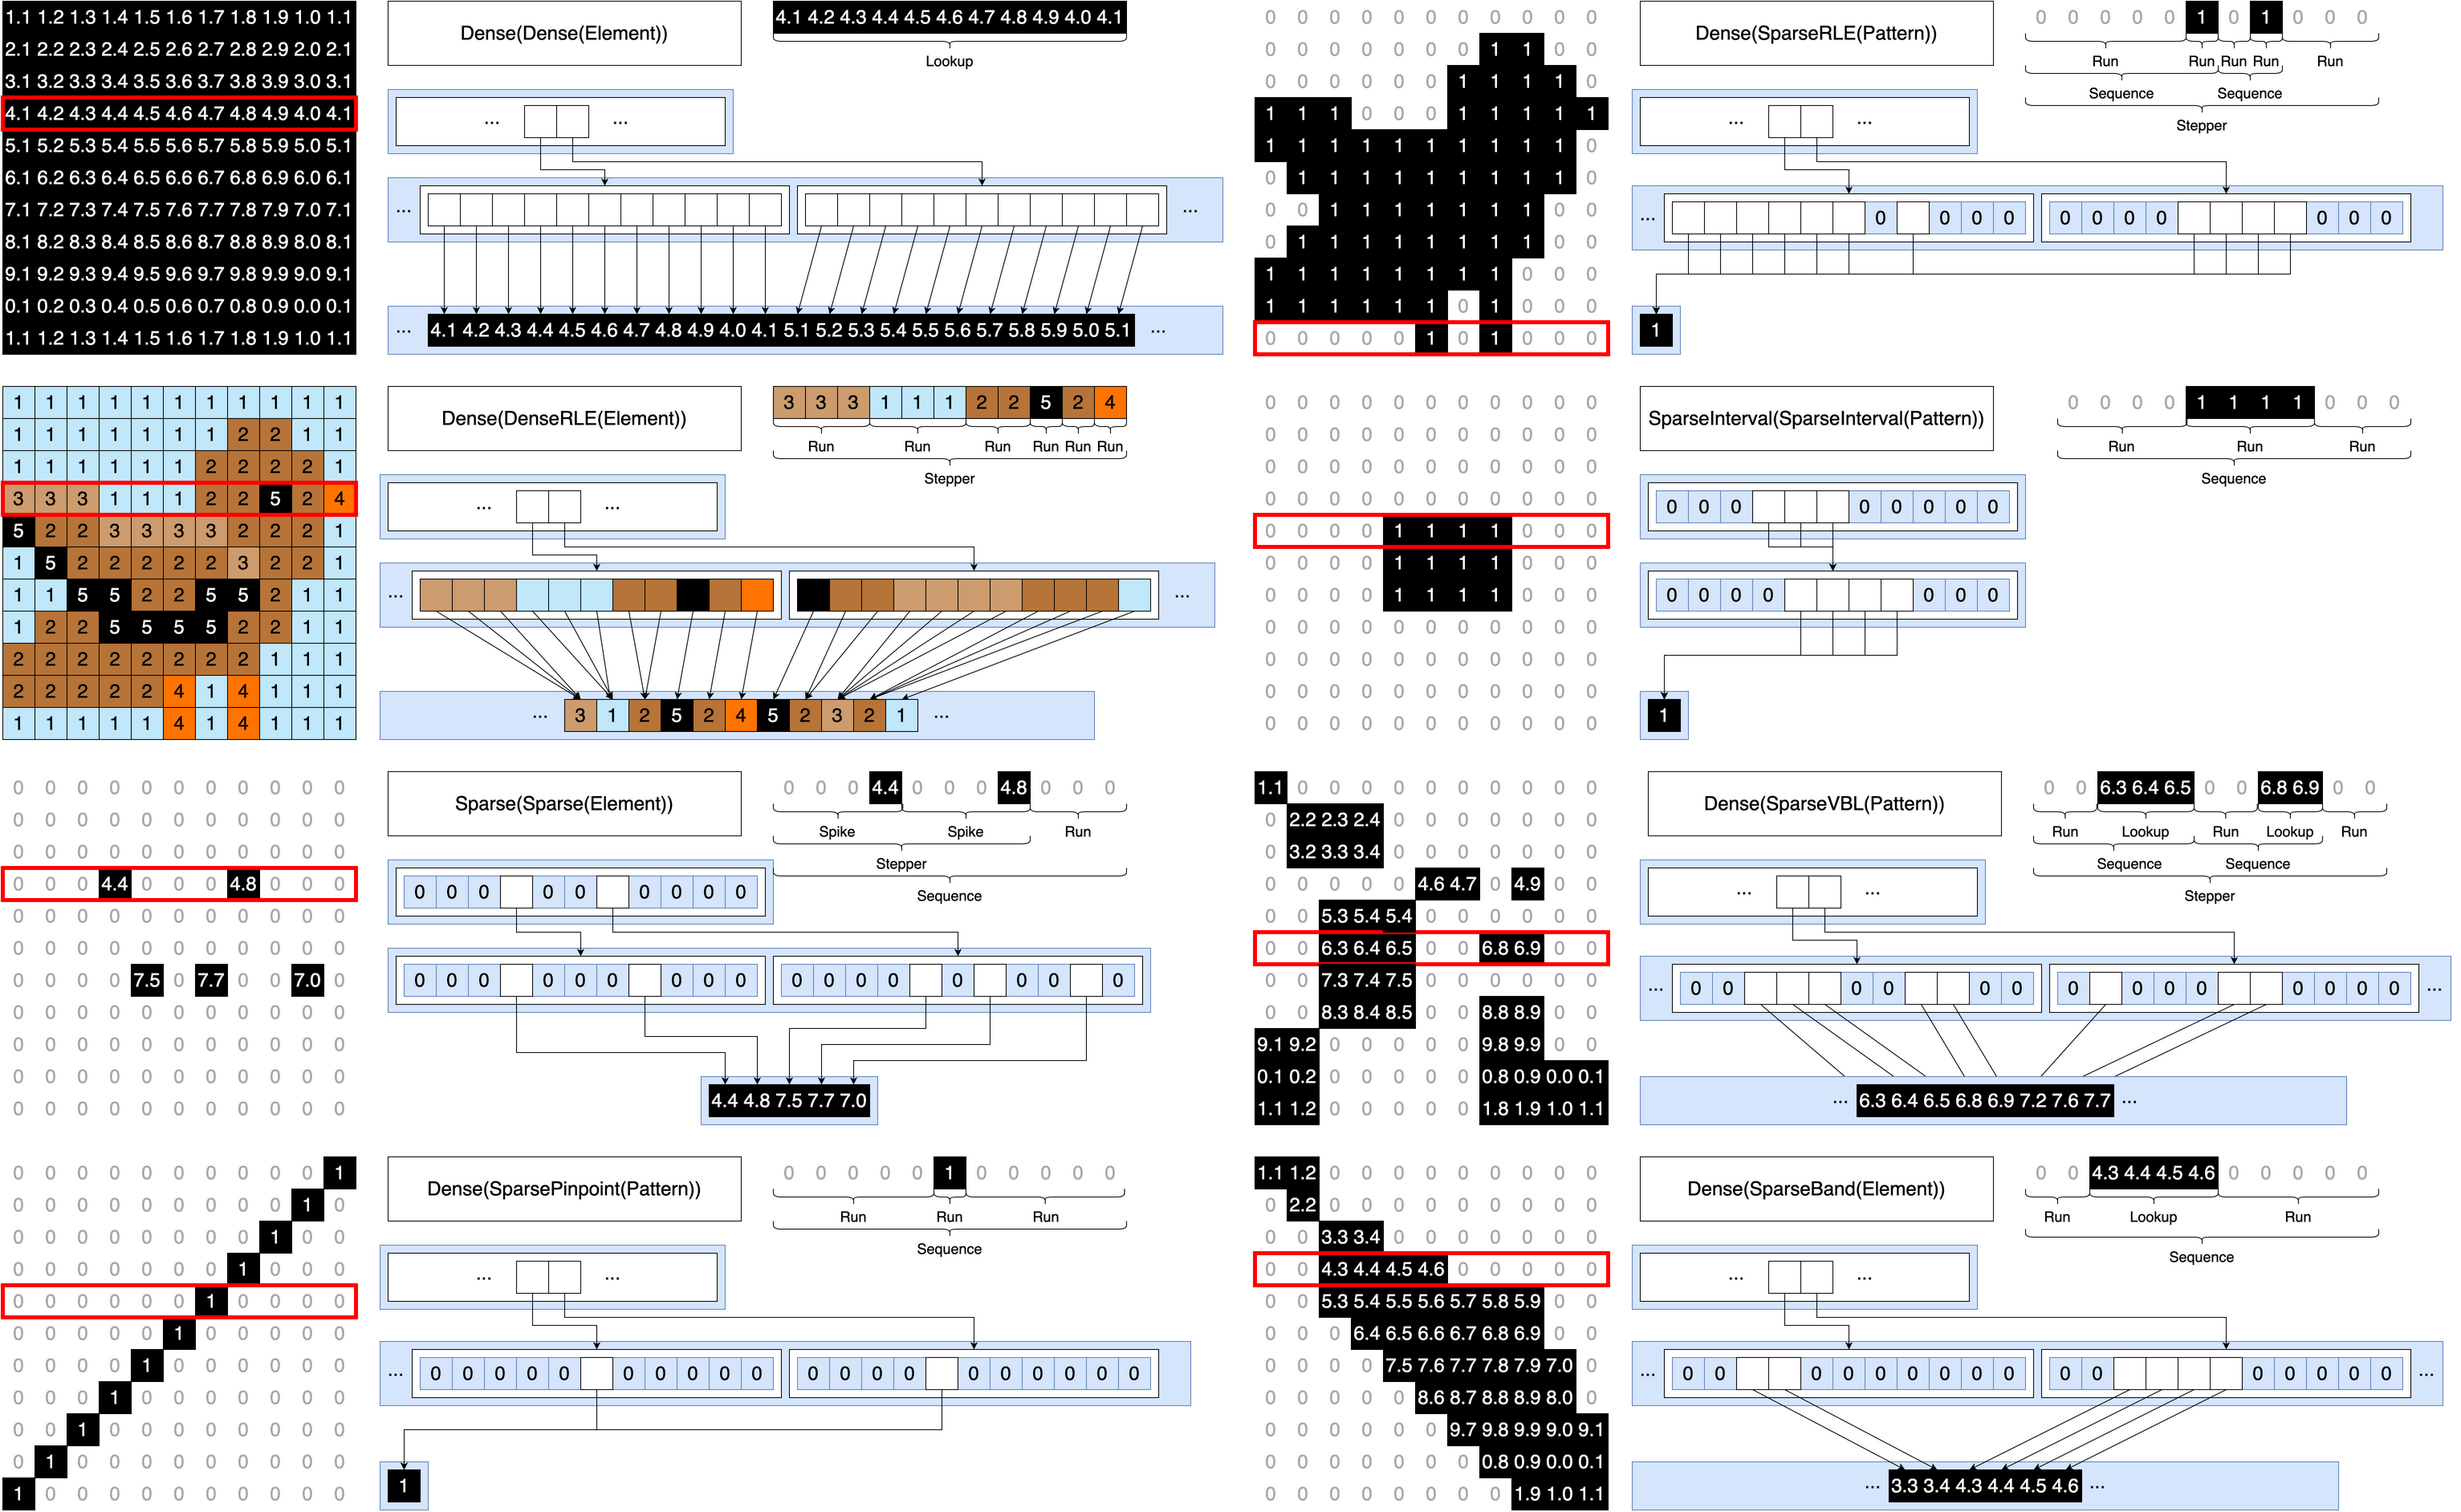 1.1 1.2 1.3 1.4 1.5 1.6 1.7 1.8 1.9 1.0 1.1
2.1 2.2 2.3 2.4 2.5 2.6 2.7 2.8 2.9 2.0 2.1
3.1 3.2 3.3 3.4 3.5 3.6 3.7 3.8 3.9 3.0 3.1
4.1 4.2 4.3 4.4 4.5 4.6 4.7 4.8 4.9 4.0 4.1
5.1 5.2 5.3 5.4 5.5 5.6 5.7 5.8 5.9 5.0 5.1
6.1 6.2 6.3 6.4 6.5 6.6 6.7 6.8 6.9 6.0 6.1
7.1 7.2 7.3 7.4 7.5 7.6 7.7 7.8 7.9 7.0 7.1
8.1 8.2 8.3 8.4 8.5 8.6 8.7 8.8 8.9 8.0 8.1
9.1 9.2 9.3 9.4 9.5 9.6 9.7 9.8 9.9 9.0 9.1
0.1 0.2 0.3 0.4 0.5 0.6 0.7 0.8 0.9 0.0 0.1
1.1 1.2 1.3 1.4 1.5 1.6 1.7 1.8 1.9 1.0 1.1
Dense(Dense(Element))
4.1 4.2 4.3 4.4 4.5 4.6 4.7 4.8 4.9 4.0 4.1
Lookup
... ...
... ...
... 4.1 4.2 4.3 4.4 4.5 4.6 4.7 4.8 4.9 4.0 4.1 5.1 5.2 5.3 5.4 5.5 5.6 5.7 5.8 5.9 5.0 5.1 ...
0 0 0 0 0 0 0 0 0 0 0
0 0 0 0 0 0 0 1 1 0 0
0 0 0 0 0 0 1 1 1 1 0
1 1 1 0 0 0 1 1 1 1 1
1 1 1 1 1 1 1 1 1 1 0
0 1 1 1 1 1 1 1 1 1 0
0 0 1 1 1 1 1 1 1 0 0
0 1 1 1 1 1 1 1 1 0 0
1 1 1 1 1 1 1 1 0 0 0
1 1 1 1 1 1 0 1 0 0 0
0 0 0 0 0 1 0 1 0 0 0
Dense(SparseRLE(Pattern))
0 0 0 0 0 1 0 1 0 0 0
Run Run Run Run Run
Sequence Sequence
Stepper
... ...
... 0 0 0 0 0 0 0 0 0 0 0
1
1 1 1 1 1 1 1 1 1 1 1
1 1 1 1 1 1 1 2 2 1 1
1 1 1 1 1 1 2 2 2 2 1
3 3 3 1 1 1 2 2 5 2 4
5 2 2 3 3 3 3 2 2 2 1
1 5 2 2 2 2 2 3 2 2 1
1 1 5 5 2 2 5 5 2 1 1
1 2 2 5 5 5 5 2 2 1 1
2 2 2 2 2 2 2 2 1 1 1
2 2 2 2 2 4 1 4 1 1 1
1 1 1 1 1 4 1 4 1 1 1
Dense(DenseRLE(Element))
3 3 3 1 1 1 2 2 5 2 4
Run Run Run Run Run Run
Stepper
... ...
... ...
... 3 1 2 5 2 4 5 2 3 2 1 ...
0 0 0 0 0 0 0 0 0 0 0
0 0 0 0 0 0 0 0 0 0 0
0 0 0 0 0 0 0 0 0 0 0
0 0 0 0 0 0 0 0 0 0 0
0 0 0 0 1 1 1 1 0 0 0
0 0 0 0 1 1 1 1 0 0 0
0 0 0 0 1 1 1 1 0 0 0
0 0 0 0 0 0 0 0 0 0 0
0 0 0 0 0 0 0 0 0 0 0
0 0 0 0 0 0 0 0 0 0 0
0 0 0 0 0 0 0 0 0 0 0
SparseInterval(SparseInterval(Pattern))
0 0 0 0 1 1 1 1 0 0 0
Run Run Run
Sequence
0 0 0 0 0 0 0 0
0 0 0 0 0 0 0
1
0 0 0 0 0 0 0 0 0 0 0
0 0 0 0 0 0 0 0 0 0 0
0 0 0 0 0 0 0 0 0 0 0
0 0 0 4.4 0 0 0 4.8 0 0 0
0 0 0 0 0 0 0 0 0 0 0
0 0 0 0 0 0 0 0 0 0 0
0 0 0 0 7.5 0 7.7 0 0 7.0 0
0 0 0 0 0 0 0 0 0 0 0
0 0 0 0 0 0 0 0 0 0 0
0 0 0 0 0 0 0 0 0 0 0
0 0 0 0 0 0 0 0 0 0 0
Sparse(Sparse(Element))
0 0 0 4.4 0 0 0 4.8 0 0 0
Spike Spike Run
Stepper
Sequence
0 0 0 0 0 0 0 0 0
0 0 0 0 0 0 0 0 0 0 0 0 0 0 0 0 0
4.4 4.8 7.5 7.7 7.0
1.1 0 0 0 0 0 0 0 0 0 0
0 2.2 2.3 2.4 0 0 0 0 0 0 0
0 3.2 3.3 3.4 0 0 0 0 0 0 0
0 0 0 0 0 4.6 4.7 0 4.9 0 0
0 0 5.3 5.4 5.4 0 0 0 0 0 0
0 0 6.3 6.4 6.5 0 0 6.8 6.9 0 0
0 0 7.3 7.4 7.5 0 0 0 0 0 0
0 0 8.3 8.4 8.5 0 0 8.8 8.9 0 0
9.1 9.2 0 0 0 0 0 9.8 9.9 0 0
0.1 0.2 0 0 0 0 0 0.8 0.9 0.0 0.1
1.1 1.2 0 0 0 0 0 1.8 1.9 1.0 1.1
Dense(SparseVBL(Pattern))
0 0 6.3 6.4 6.5 0 0 6.8 6.9 0 0
Run Lookup Run Lookup Run
Sequence Sequence
Stepper
... ...
... 0 0 0 0 0 0 0 0 0 0 0 0 0 0 ...
... 6.3 6.4 6.5 6.8 6.9 7.2 7.6 7.7 ...
0 0 0 0 0 0 0 0 0 0 1
0 0 0 0 0 0 0 0 0 1 0
0 0 0 0 0 0 0 0 1 0 0
0 0 0 0 0 0 0 1 0 0 0
0 0 0 0 0 0 1 0 0 0 0
0 0 0 0 0 1 0 0 0 0 0
0 0 0 0 1 0 0 0 0 0 0
0 0 0 1 0 0 0 0 0 0 0
0 0 1 0 0 0 0 0 0 0 0
0 1 0 0 0 0 0 0 0 0 0
1 0 0 0 0 0 0 0 0 0 0
Dense(SparsePinpoint(Pattern))
0 0 0 0 0 1 0 0 0 0 0
Run Run Run
Sequence
... ...
... 0 0 0 0 0 0 0 0 0 0 0 0 0 0 0 0 0 0 0 0
1
1.1 1.2 0 0 0 0 0 0 0 0 0
0 2.2 0 0 0 0 0 0 0 0 0
0 0 3.3 3.4 0 0 0 0 0 0 0
0 0 4.3 4.4 4.5 4.6 0 0 0 0 0
0 0 5.3 5.4 5.5 5.6 5.7 5.8 5.9 0 0
0 0 0 6.4 6.5 6.6 6.7 6.8 6.9 0 0
0 0 0 0 7.5 7.6 7.7 7.8 7.9 7.0 0
0 0 0 0 0 8.6 8.7 8.8 8.9 8.0 0
0 0 0 0 0 0 9.7 9.8 9.9 9.0 9.1
0 0 0 0 0 0 0 0.8 0.9 0.0 0.1
0 0 0 0 0 0 0 0 1.9 1.0 1.1
Dense(SparseBand(Element))
0 0 4.3 4.4 4.5 4.6 0 0 0 0 0
Run Lookup Run
Sequence
... ...
... 0 0 0 0 0 0 0 0 0 0 0 0 0 0 0 0 ...
... 3.3 3.4 4.3 4.4 4.5 4.6 ...